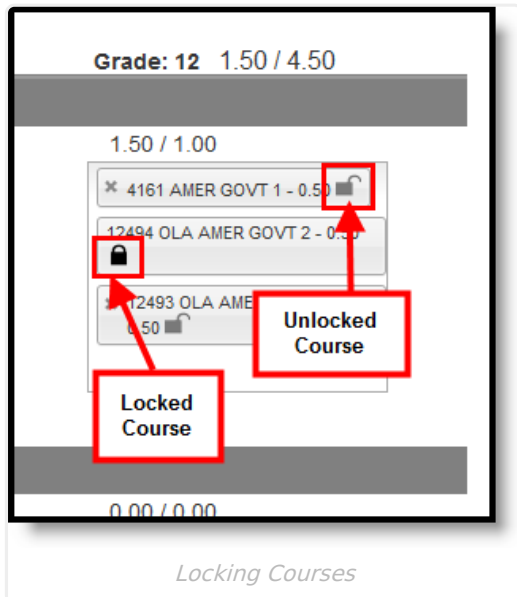 Grade: 12 1.50 / 4.50
1.50 / 1.00
4161 AMER GOVT 1 - 0.50
12494 OLA AMER GOVT 2 - 0.50
12493 OLA AME
0.50
Unlocked
Course
Locked
Course
0.00 / 0.00
Locking Courses